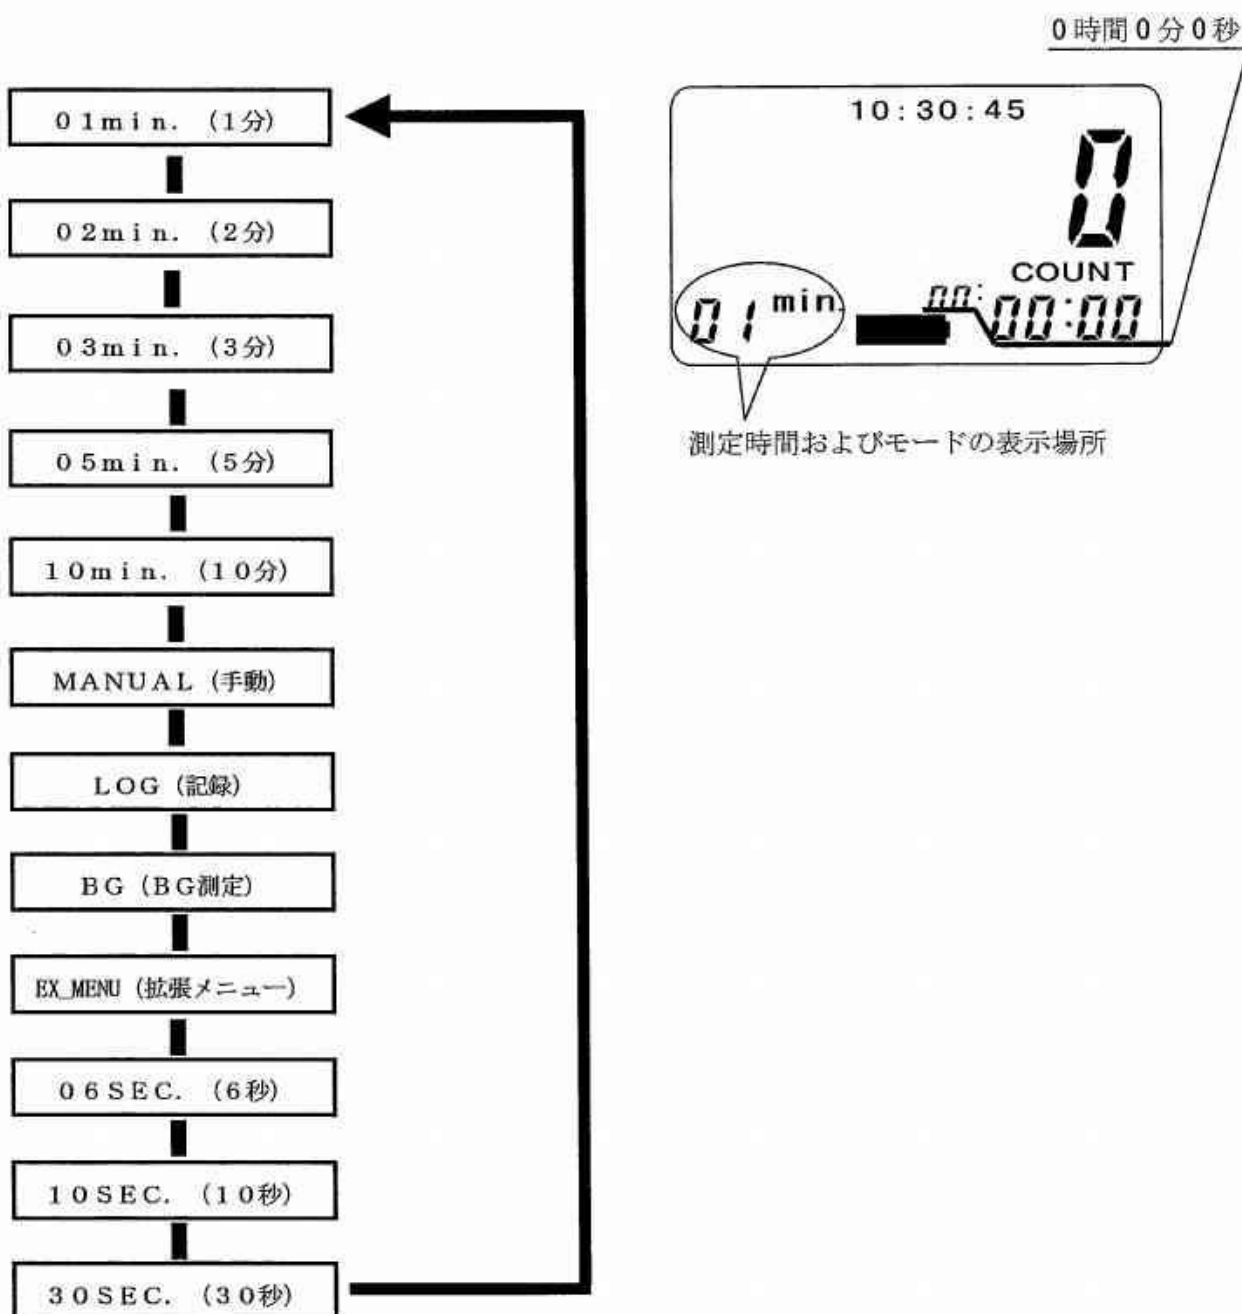 01min. (1分)
02min. (2分)
03min. (3分)
05min. (5分)
10min. (10分)
MANUAL (手動)
LOG (記録)
BG (BG測定)
EX_MENU (拡張メニュー)
06SEC. (6秒)
10SEC. (10秒)
30SEC. (30秒)
0時間0分0秒
10:30:45
0
COUNT
01 min. 00:00:00
測定時間およびモードの表示場所